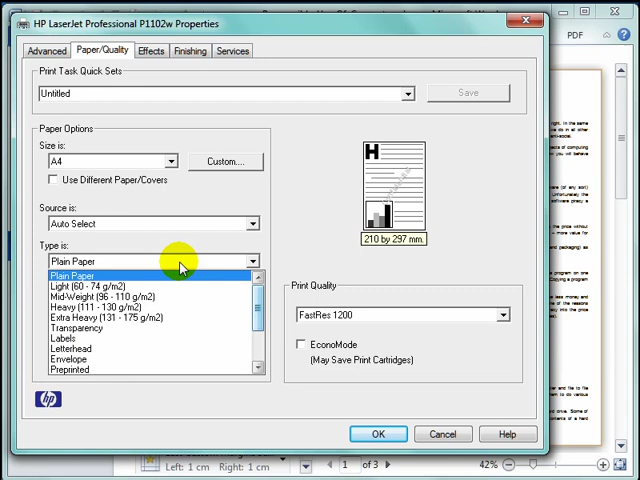 HP LaserJet Professional P1102w Properties
Advanced
Paper/Quality
Effects
Finishing
Services
PDF
Print Task Quick Sets
Untitled
Save
Paper Options
Size is:
A4
Custom....
Use Different Paper/Covers
Source is:
Auto Select
Type is:
Plain Paper
Plain Paper
Light (60 - 74 g/m2)
Mid-Weight (96 - 110 g/m2)
Heavy (111 - 130 g/m2)
Extra Heavy (131 - 175 g/m2)
Transparency
Labels
Letterhead
Envelope
Preprinted
H
210 by 297 mm.
Print Quality
FastRes 1200
EconoMode
(May Save Print Cartridges)
hp
OK
Cancel
Help
Left: 1 cm Right: 1 cm
1 of 3
42%